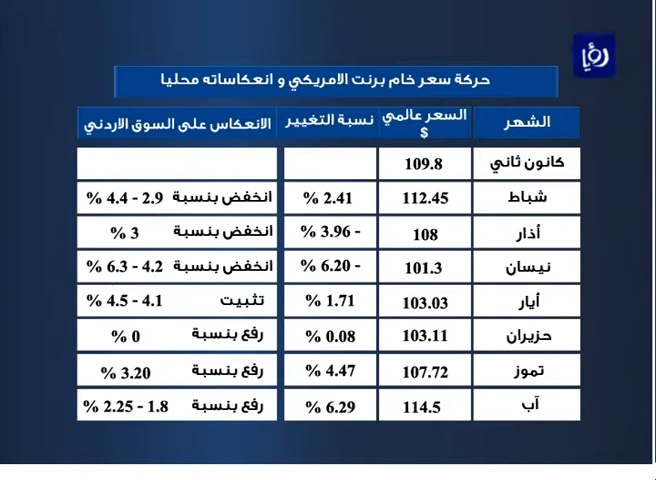 رؤيا
حركة سعر خام برنت الامريكي و انعكاساته محليا
الشهر السعر عالمي $ نسبة التغيير الانعكاس على السوق الاردني
كانون ثاني 109.8
شباط 112.45 2.41 % انخفض بنسبة 2.9 - 4.4 %
أذار 108 - 3.96 % انخفض بنسبة 3 %
نيسان 101.3 - 6.20 % انخفض بنسبة 4.2 - 6.3 %
أيار 103.03 1.71 % تثبيت 4.1 - 4.5 %
حزيران 103.11 0.08 % رفع بنسبة 0 %
تموز 107.72 4.47 % رفع بنسبة 3.20 %
آب 114.5 6.29 % رفع بنسبة 1.8 - 2.25 %